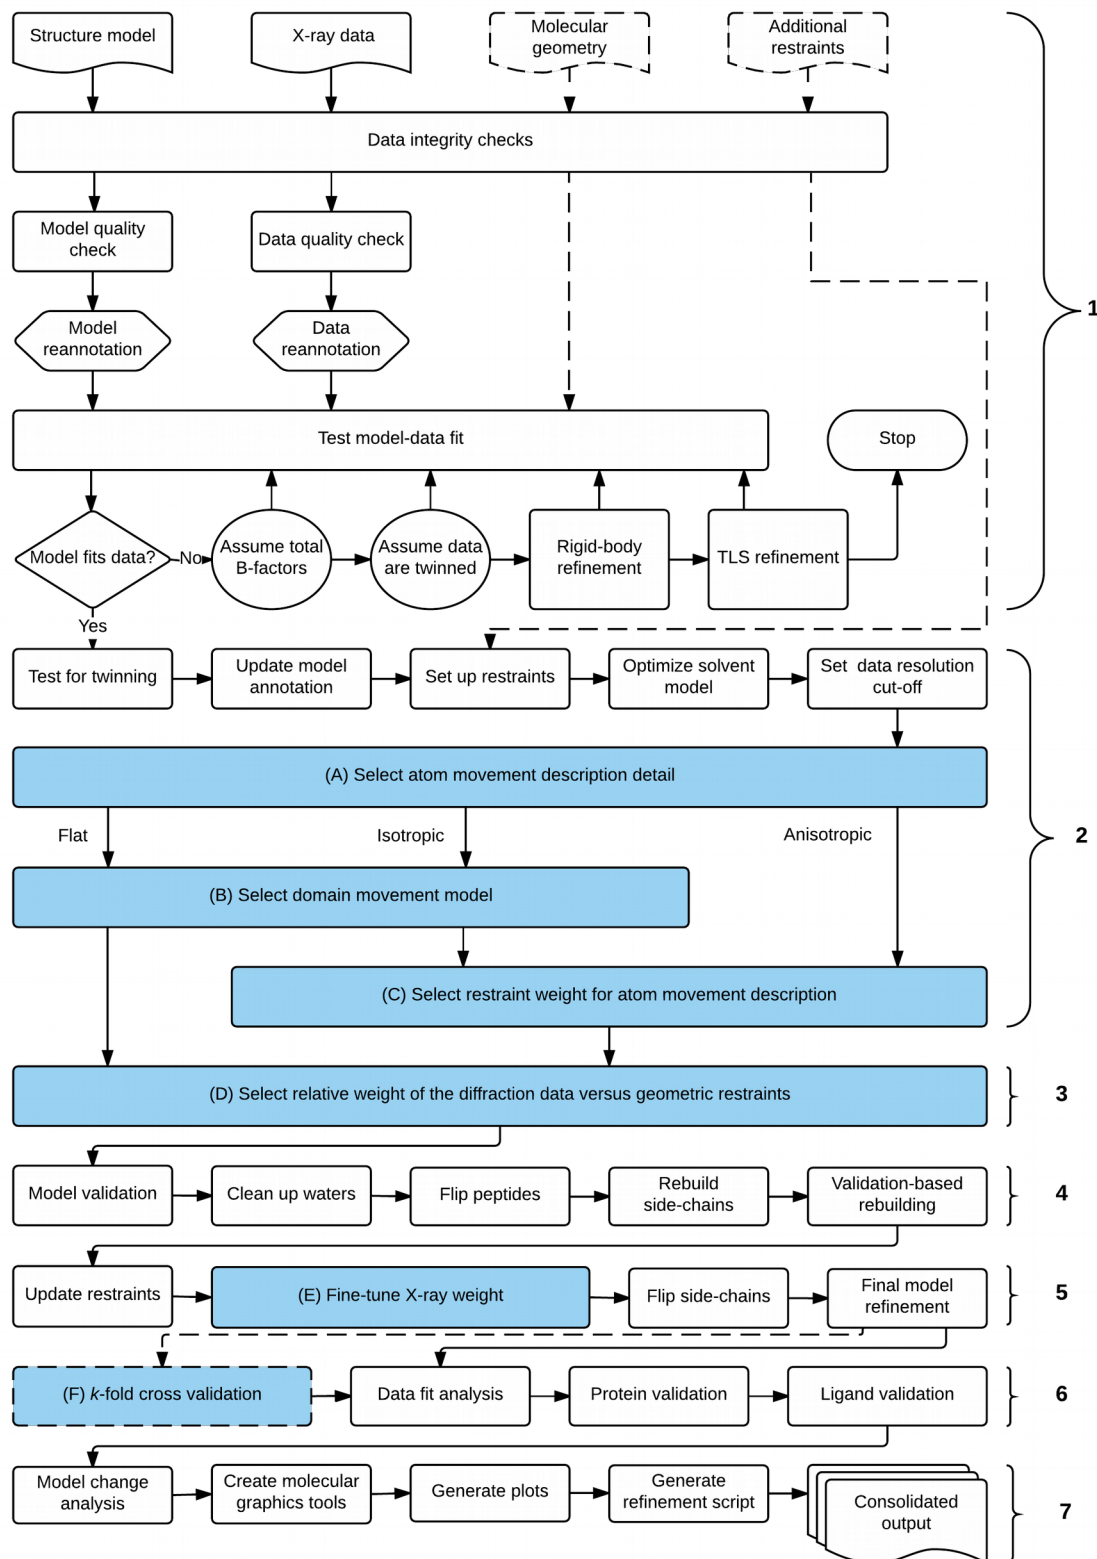 Structure model
X-ray data
Molecular
geometry
Additional
restraints
Data integrity checks
1
Model quality
check
Data quality check
Model
reannotation
Data
reannotation
Test model-data fit
Stop
Model fits data?
No
Assume total
B-factors
Assume data
are twinned
Rigid-body
refinement
TLS refinement
Yes
Test for twinning
Update model
annotation
Set up restraints
Optimize solvent
model
Set data resolution
cut-off
(A) Select atom movement description detail
Flat
Isotropic
Anisotropic
2
(B) Select domain movement model
(C) Select restraint weight for atom movement description
(D) Select relative weight of the diffraction data versus geometric restraints
3
Model validation
Clean up waters
Flip peptides
Rebuild
side-chains
Validation-based
rebuilding
4
Update restraints
(E) Fine-tune X-ray weight
Flip side-chains
Final model
refinement
5
(F) k-fold cross validation
Data fit analysis
Protein validation
Ligand validation
6
Model change
analysis
Create molecular
graphics tools
Generate plots
Generate
refinement script
Consolidated
output
7